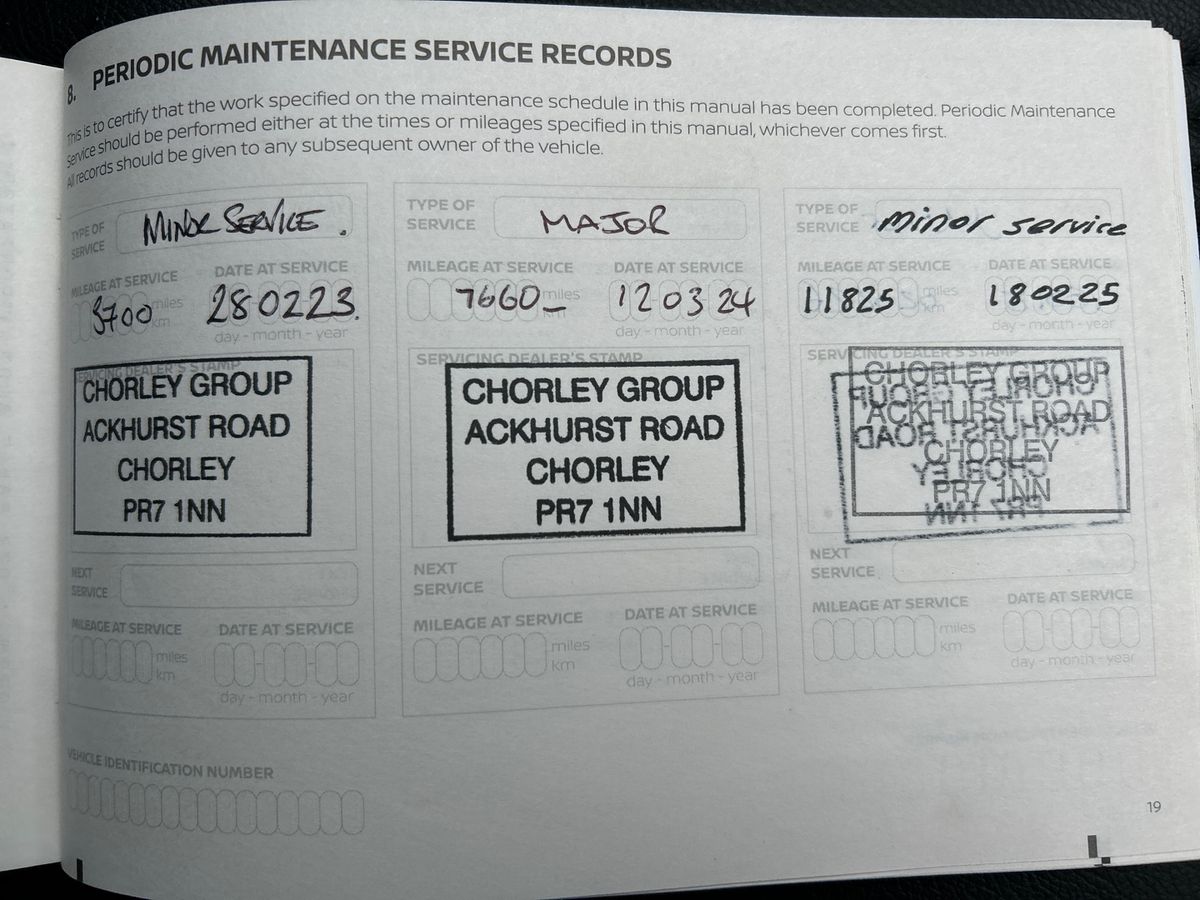 8. PERIODIC MAINTENANCE SERVICE RECORDS
This is to certify that the work specified on the maintenance schedule in this manual has been completed. Periodic Maintenance
Service should be performed either at the times or mileages specified in this manual, whichever comes first.
All records should be given to any subsequent owner of the vehicle.
TYPE OF
SERVICE
MINOR SERVICE.
MILEAGE AT SERVICE
DATE AT SERVICE
3700
miles
km
280223.
day - month - year
SERVICING DEALER'S STAMP
CHORLEY GROUP
ACKHURST ROAD
CHORLEY
PR7 1NN
NEXT
SERVICE
MILEAGE AT SERVICE
DATE AT SERVICE
miles
km
day - month - year
TYPE OF
SERVICE
MAJOR
MILEAGE AT SERVICE
DATE AT SERVICE
7660
miles
km
120324
day - month - year
SERVICING DEALER'S STAMP
CHORLEY GROUP
ACKHURST ROAD
CHORLEY
PR7 1NN
NEXT
SERVICE
MILEAGE AT SERVICE
DATE AT SERVICE
miles
km
day - month - year
TYPE OF
SERVICE
minor service
MILEAGE AT SERVICE
DATE AT SERVICE
11825
miles
km
180225
day - month - year
SERVICING DEALER'S STAMP
CHORLEY GROUP
ACKHURST ROAD
CHORLEY
PR7 1NN
NEXT
SERVICE
MILEAGE AT SERVICE
DATE AT SERVICE
miles
km
day - month - year
VEHICLE IDENTIFICATION NUMBER
19